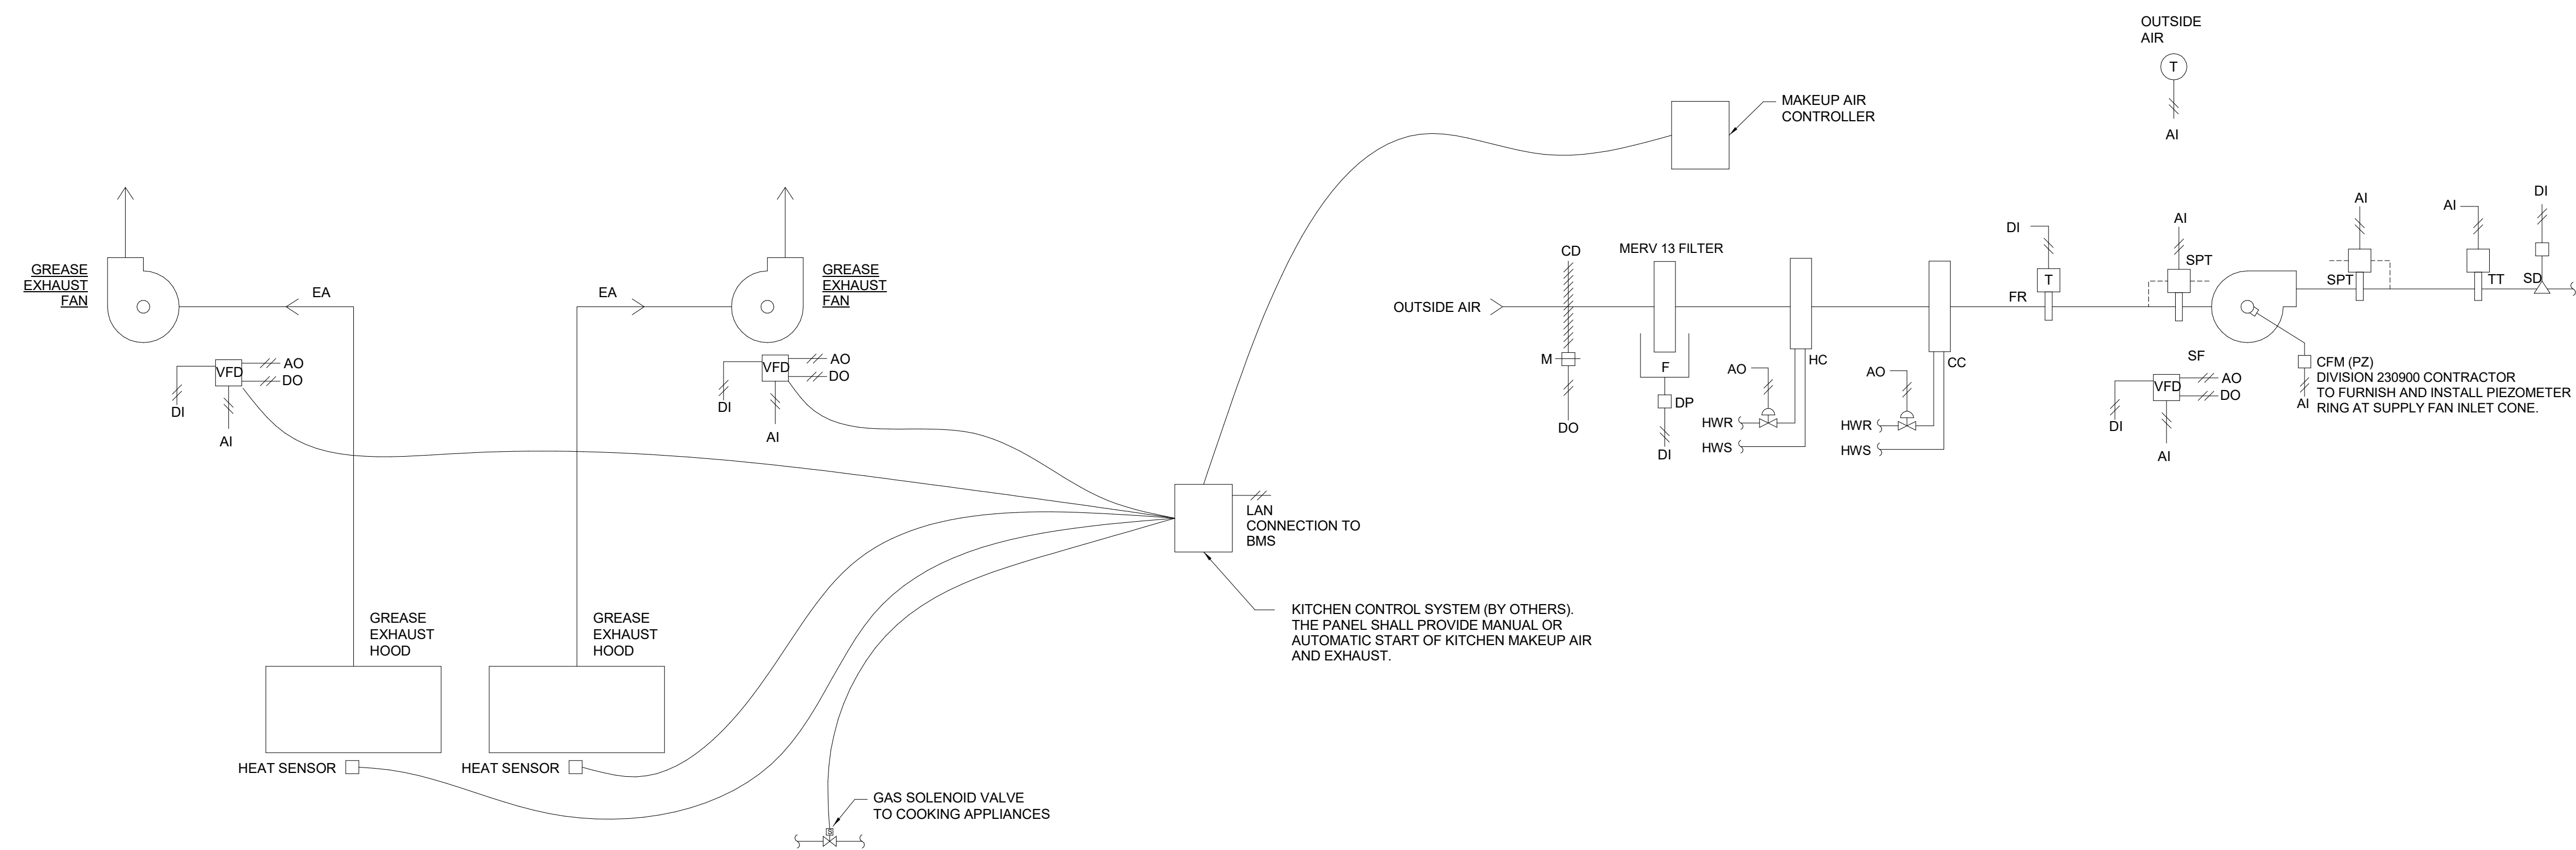 OUTSIDE
AIR
T
AI
MAKEUP AIR
CONTROLLER
GREASE
EXHAUST
FAN
EA
VFD
AO
DO
DI
AI
EA
GREASE
EXHAUST
FAN
VFD
AO
DO
DI
AI
GREASE
EXHAUST
HOOD
GREASE
EXHAUST
HOOD
HEAT SENSOR
HEAT SENSOR
S
GAS SOLENOID VALVE
TO COOKING APPLIANCES
LAN
CONNECTION TO
BMS
KITCHEN CONTROL SYSTEM (BY OTHERS).
THE PANEL SHALL PROVIDE MANUAL OR
AUTOMATIC START OF KITCHEN MAKEUP AIR
AND EXHAUST.
OUTSIDE AIR
CD
M
DO
MERV 13 FILTER
F
DP
DI
HC
AO
HWR
HWS
CC
AO
HWR
HWS
DI
T
FR
AI
SPT
SF
VFD
AO
DO
DI
AI
CFM (PZ)
DIVISION 230900 CONTRACTOR
TO FURNISH AND INSTALL PIEZOMETER
RING AT SUPPLY FAN INLET CONE.
AI
AI
SPT
AI
TT
DI
SD